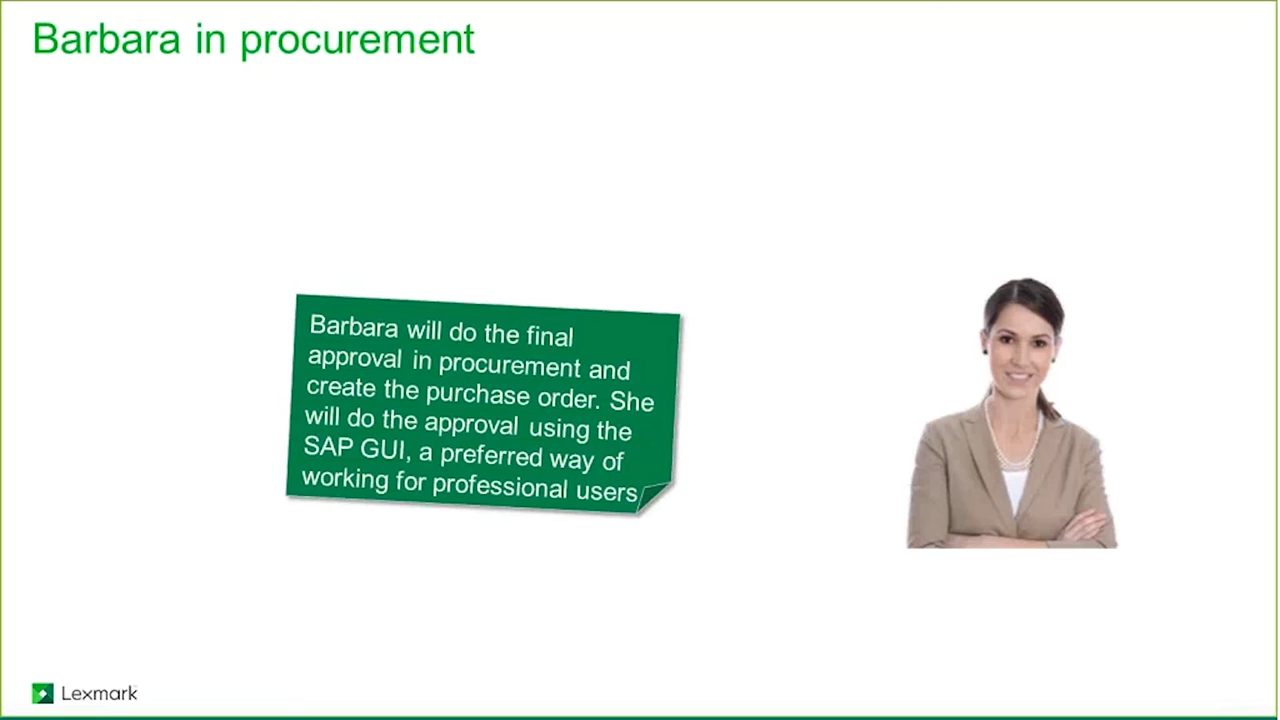 Barbara in procurement
Barbara will do the final
approval in procurement and
create the purchase order. She
will do the approval using the
SAP GUI, a preferred way of
working for professional users
Lexmark